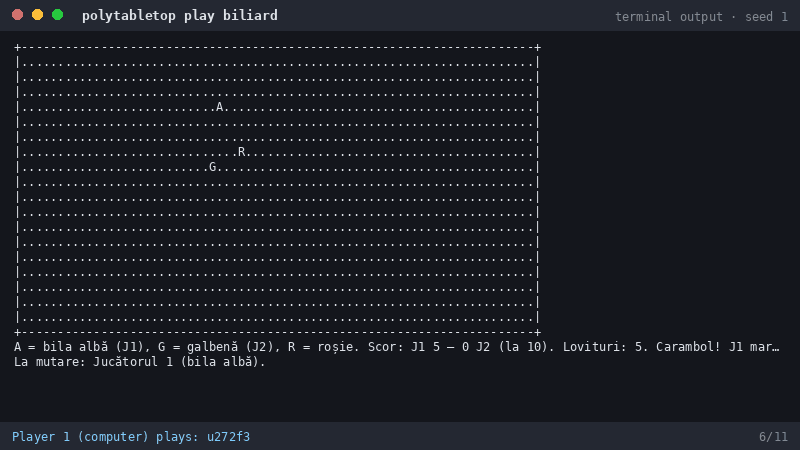 polytabletop play biliard
terminal output · seed 1
+-----------------------------------------------------------------------+
|.......................................................................|
|.......................................................................|
|.......................................................................|
|...........................A...........................................|
|.......................................................................|
|.......................................................................|
|..............................R........................................|
|..........................G............................................|
|.......................................................................|
|.......................................................................|
|.......................................................................|
|.......................................................................|
|.......................................................................|
|.......................................................................|
|.......................................................................|
|.......................................................................|
|.......................................................................|
|.......................................................................|
+-----------------------------------------------------------------------+
A = bila albă (J1), G = galbenă (J2), R = roșie. Scor: J1 5 – 0 J2 (la 10). Lovituri: 5. Carambol! J1 mar…
La mutare: Jucătorul 1 (bila albă).
Player 1 (computer) plays: u272f3
6/11